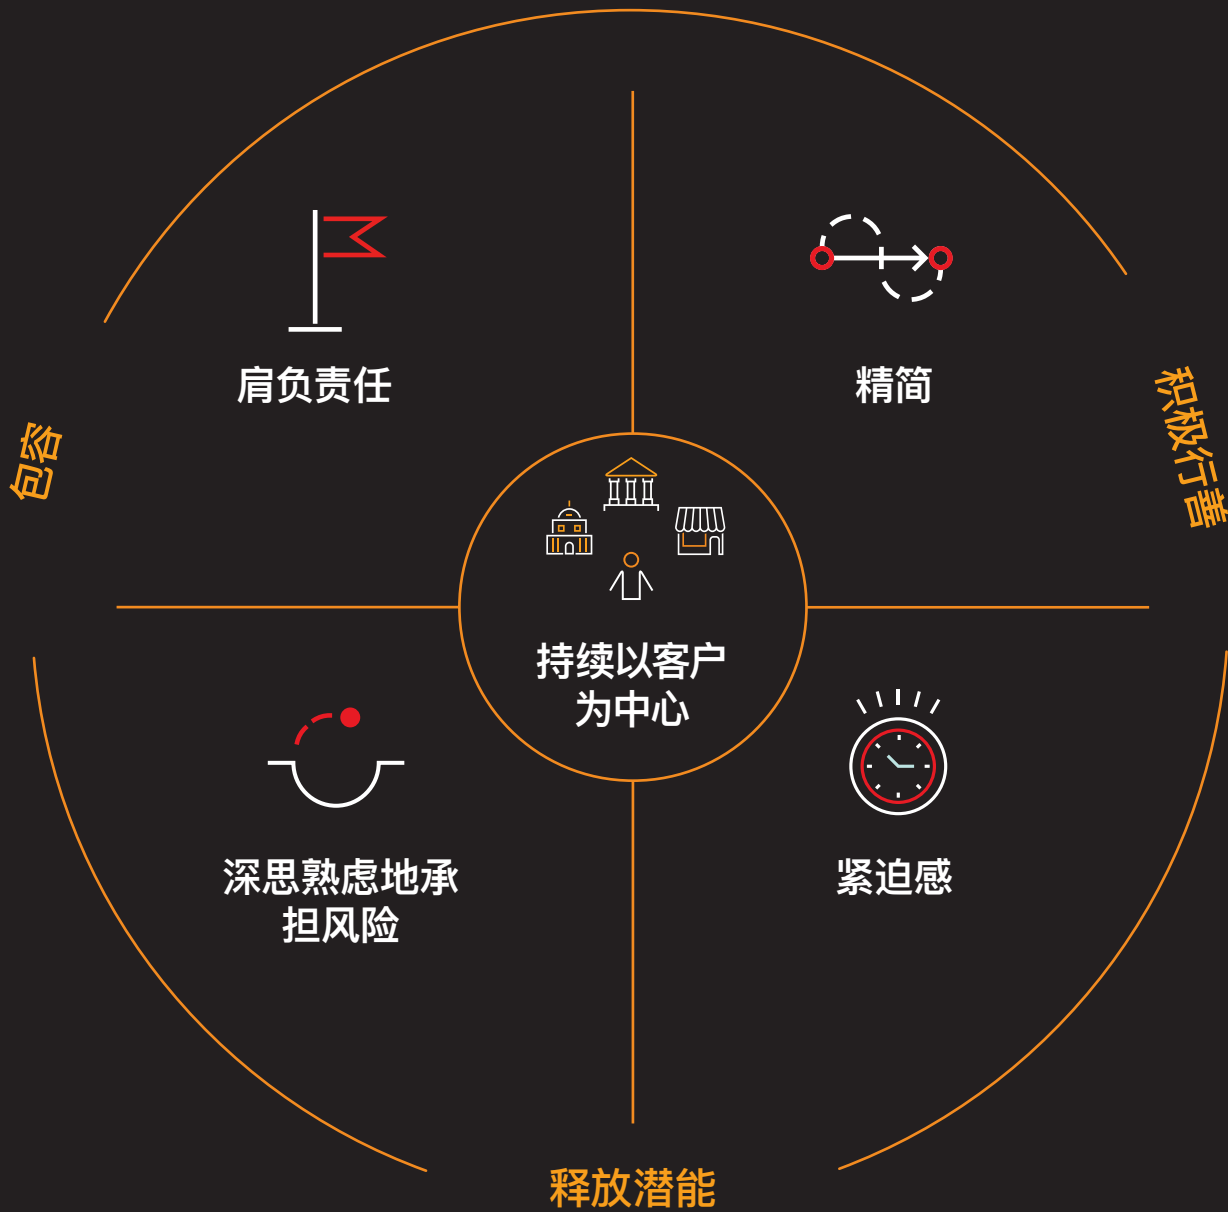 肩负责任
精简
包容
积极行善
持续以客户
为中心
深思熟虑地承
担风险
紧迫感
释放潜能